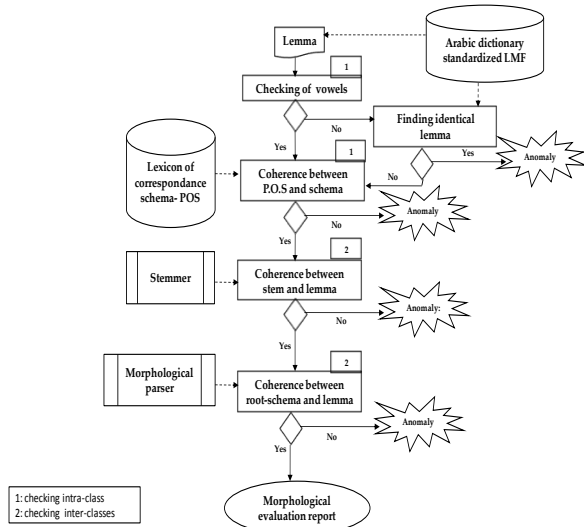 Lemma
Arabic dictionary
standardized LMF
1
Checking of vowels
No
Finding identical
lemma
Yes
Yes
Anomaly
1
No
Lexicon of
correspondance
schema- POS
Coherence between
P.O.S and schema
Anomaly
No
Yes
2
Stemmer
Coherence between
stem and lemma
Anomaly:
No
Yes
2
Morphological
parser
Coherence between
root-schema and lemma
Anomaly
No
Yes
1: checking intra-class
2: checking inter-classes
Morphological
evaluation report